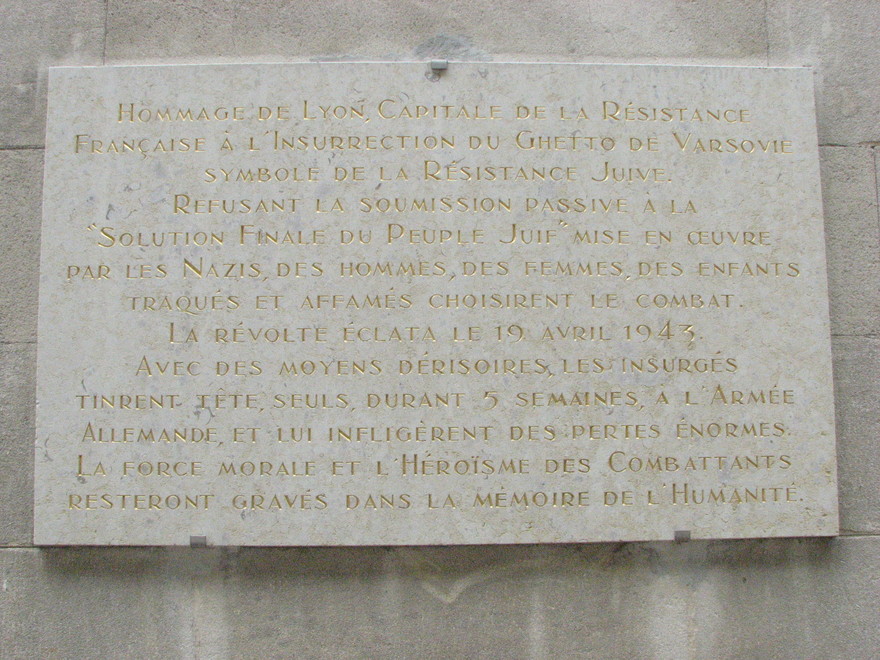 HOMMAGE DE LYON, CAPITALE DE LA RÉSISTANCE
FRANÇAISE À L'INSURRECTION DU GHETTO DE VARSOVIE
SYMBOLE DE LA RÉSISTANCE JUIVE.
REFUSANT LA SOUMISSION PASSIVE À LA
"SOLUTION FINALE DU PEUPLE JUIF" MISE EN ŒUVRE
PAR LES NAZIS, DES HOMMES, DES FEMMES, DES ENFANTS
TRAQUÉS ET AFFAMÉS CHOISIRENT LE COMBAT.
LA RÉVOLTE ÉCLATA LE 19 AVRIL 1943.
AVEC DES MOYENS DÉRISOIRES, LES INSURGÉS
TINRENT TÊTE, SEULS, DURANT 5 SEMAINES, A L'ARMÉE
ALLEMANDE, ET LUI INFLIGÈRENT DES PERTES ÉNORMES.
LA FORCE MORALE ET L'HÉROÏSME DES COMBATTANTS
RESTERONT GRAVÉS DANS LA MÉMOIRE DE L'HUMANITÉ.